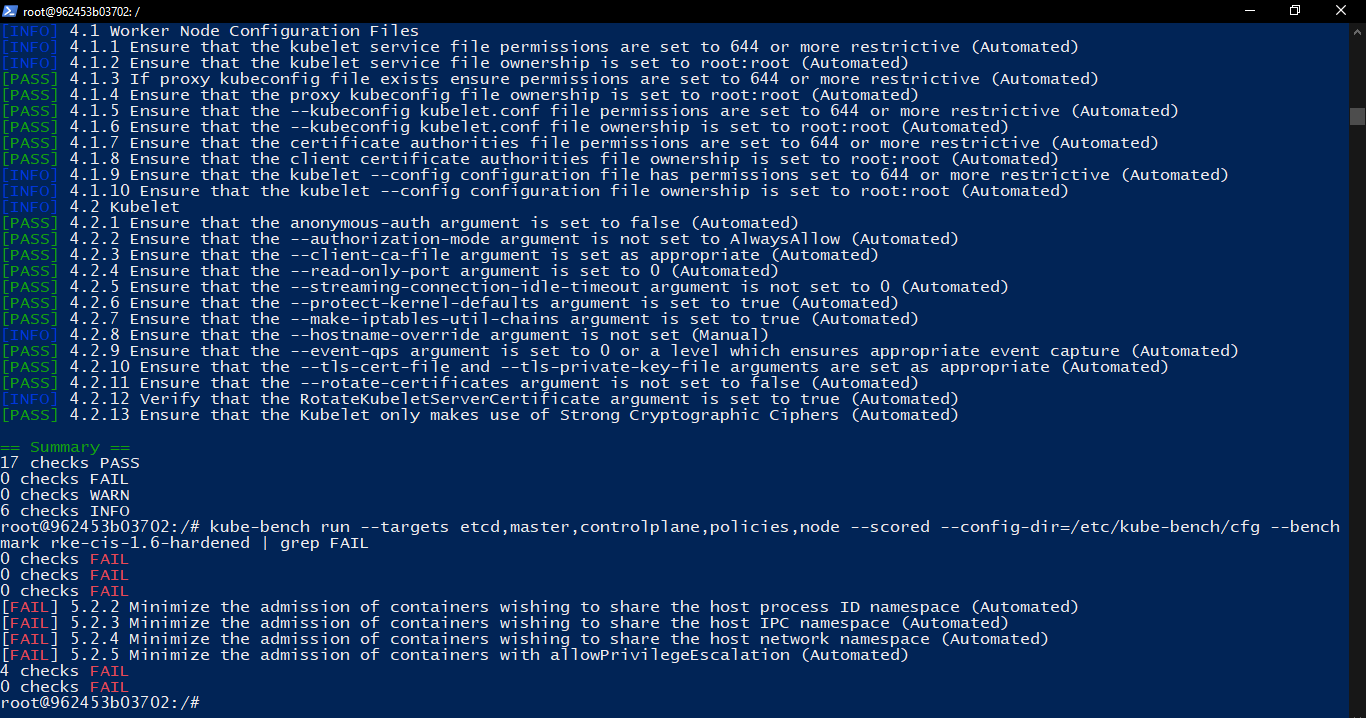 root@962453b03702: /
[INFO] 4.1 Worker Node Configuration Files
[INFO] 4.1.1 Ensure that the kubelet service file permissions are set to 644 or more restrictive (Automated)
[INFO] 4.1.2 Ensure that the kubelet service file ownership is set to root:root (Automated)
[PASS] 4.1.3 If proxy kubeconfig file exists ensure permissions are set to 644 or more restrictive (Automated)
[PASS] 4.1.4 Ensure that the proxy kubeconfig file ownership is set to root:root (Automated)
[PASS] 4.1.5 Ensure that the --kubeconfig kubelet.conf file permissions are set to 644 or more restrictive (Automated)
[PASS] 4.1.6 Ensure that the --kubeconfig kubelet.conf file ownership is set to root:root (Automated)
[PASS] 4.1.7 Ensure that the certificate authorities file permissions are set to 644 or more restrictive (Automated)
[PASS] 4.1.8 Ensure that the client certificate authorities file ownership is set to root:root (Automated)
[INFO] 4.1.9 Ensure that the kubelet --config configuration file has permissions set to 644 or more restrictive (Automated)
[INFO] 4.1.10 Ensure that the kubelet --config configuration file ownership is set to root:root (Automated)
[INFO] 4.2 Kubelet
[PASS] 4.2.1 Ensure that the anonymous-auth argument is set to false (Automated)
[PASS] 4.2.2 Ensure that the --authorization-mode argument is not set to AlwaysAllow (Automated)
[PASS] 4.2.3 Ensure that the --client-ca-file argument is set as appropriate (Automated)
[PASS] 4.2.4 Ensure that the --read-only-port argument is set to 0 (Automated)
[PASS] 4.2.5 Ensure that the --streaming-connection-idle-timeout argument is not set to 0 (Automated)
[PASS] 4.2.6 Ensure that the --protect-kernel-defaults argument is set to true (Automated)
[PASS] 4.2.7 Ensure that the --make-iptables-util-chains argument is set to true (Automated)
[INFO] 4.2.8 Ensure that the --hostname-override argument is not set (Manual)
[PASS] 4.2.9 Ensure that the --event-qps argument is set to 0 or a level which ensures appropriate event capture (Automated)
[PASS] 4.2.10 Ensure that the --tls-cert-file and --tls-private-key-file arguments are set as appropriate (Automated)
[PASS] 4.2.11 Ensure that the --rotate-certificates argument is not set to false (Automated)
[INFO] 4.2.12 Verify that the RotateKubeletServerCertificate argument is set to true (Automated)
[PASS] 4.2.13 Ensure that the Kubelet only makes use of Strong Cryptographic Ciphers (Automated)
== Summary ==
17 checks PASS
0 checks FAIL
0 checks WARN
6 checks INFO
root@962453b03702:/# kube-bench run --targets etcd,master,controlplane,policies,node --scored --config-dir=/etc/kube-bench/cfg --bench
mark rke-cis-1.6-hardened | grep FAIL
0 checks FAIL
0 checks FAIL
0 checks FAIL
[FAIL] 5.2.2 Minimize the admission of containers wishing to share the host process ID namespace (Automated)
[FAIL] 5.2.3 Minimize the admission of containers wishing to share the host IPC namespace (Automated)
[FAIL] 5.2.4 Minimize the admission of containers wishing to share the host network namespace (Automated)
[FAIL] 5.2.5 Minimize the admission of containers with allowPrivilegeEscalation (Automated)
4 checks FAIL
0 checks FAIL
root@962453b03702:/#